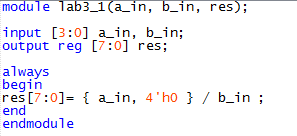 module lab3_1(a_in, b_in, res);
input [3:0] a_in, b_in;
output reg [7:0] res;
always
begin
res[7:0]= { a_in, 4'h0 } / b_in ;
end
endmodule